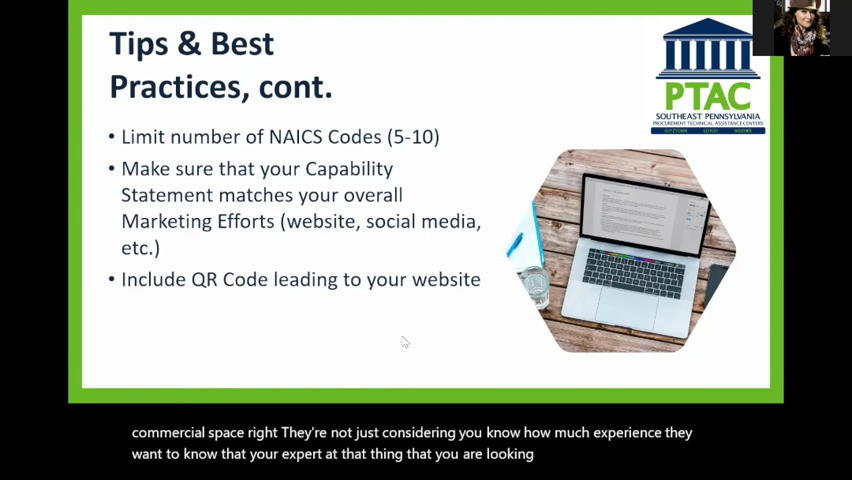 Tips & Best
Practices, cont.
• Limit number of NAICS Codes (5-10)
• Make sure that your Capability
Statement matches your overall
Marketing Efforts (website, social media,
etc.)
• Include QR Code leading to your website
PTAC
SOUTHEAST PENNSYLVANIA
PROCUREMENT TECHNICAL ASSISTANCE CENTERS
KUTZTOWN LEHIGH WIDENER
commercial space right They're not just considering you know how much experience they
want to know that your expert at that thing that you are looking